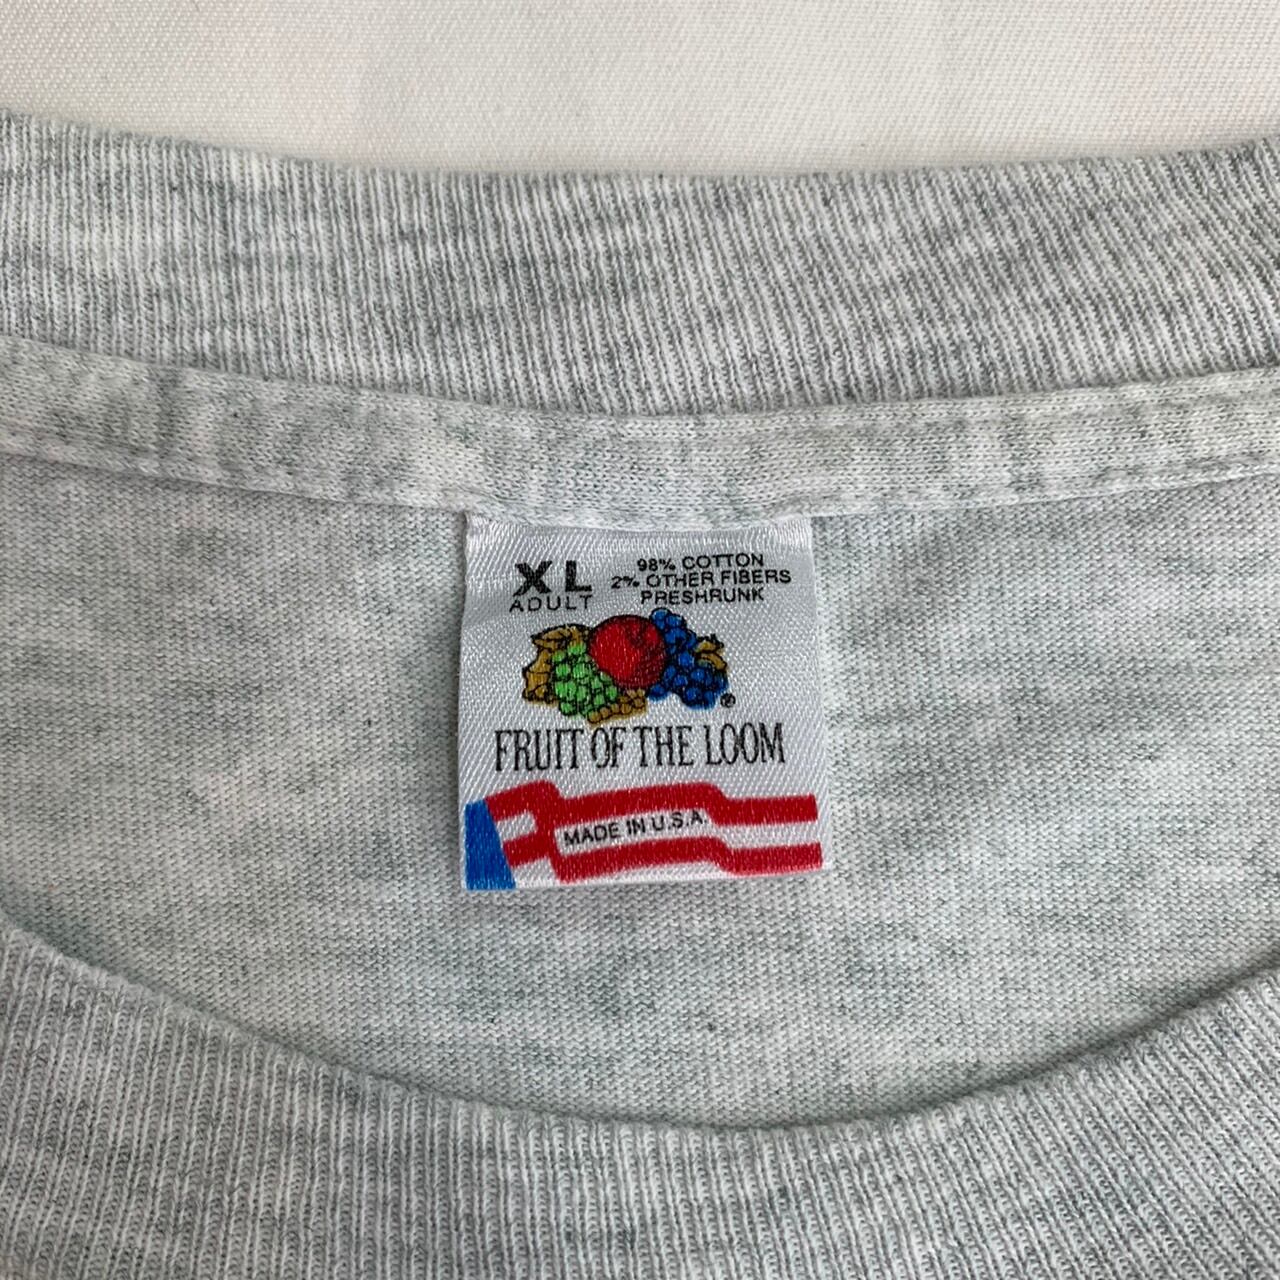 XL
ADULT
98% COTTON
2% OTHER FIBERS
PRESHRUNK
®
FRUIT OF THE LOOM
MADE IN U.S.A.